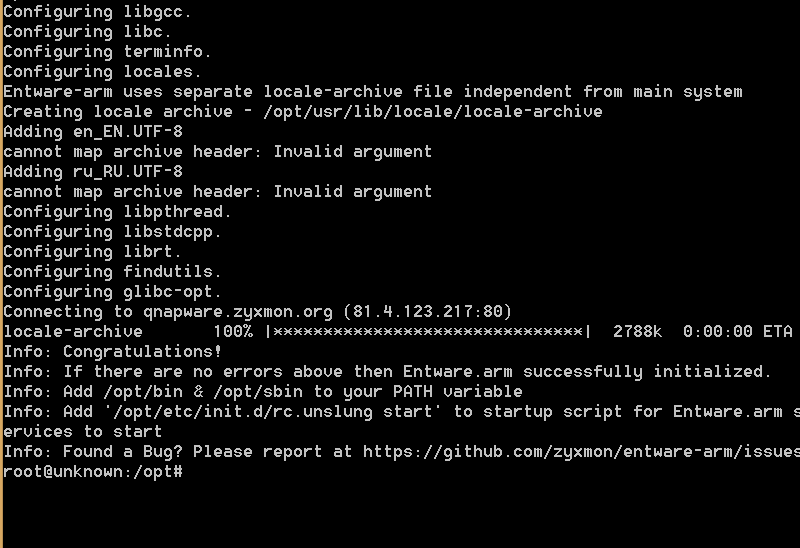 Configuring libgcc.
Configuring libc.
Configuring terminfo.
Configuring locales.
Entware-arm uses separate locale-archive file independent from main system
Creating locale archive - /opt/usr/lib/locale/locale-archive
Adding en_EN.UTF-8
cannot map archive header: Invalid argument
Adding ru_RU.UTF-8
cannot map archive header: Invalid argument
Configuring libpthread.
Configuring libstdcpp.
Configuring librt.
Configuring findutils.
Configuring glibc-opt.
Connecting to qnapware.zyxmon.org (81.4.123.217:80)
locale-archive       100% |*******************************|  2788k  0:00:00 ETA
Info: Congratulations!
Info: If there are no errors above then Entware.arm successfully initialized.
Info: Add /opt/bin & /opt/sbin to your PATH variable
Info: Add '/opt/etc/init.d/rc.unslung start' to startup script for Entware.arm s
ervices to start
Info: Found a Bug? Please report at https://github.com/zyxmon/entware-arm/issues
root@unknown:/opt#